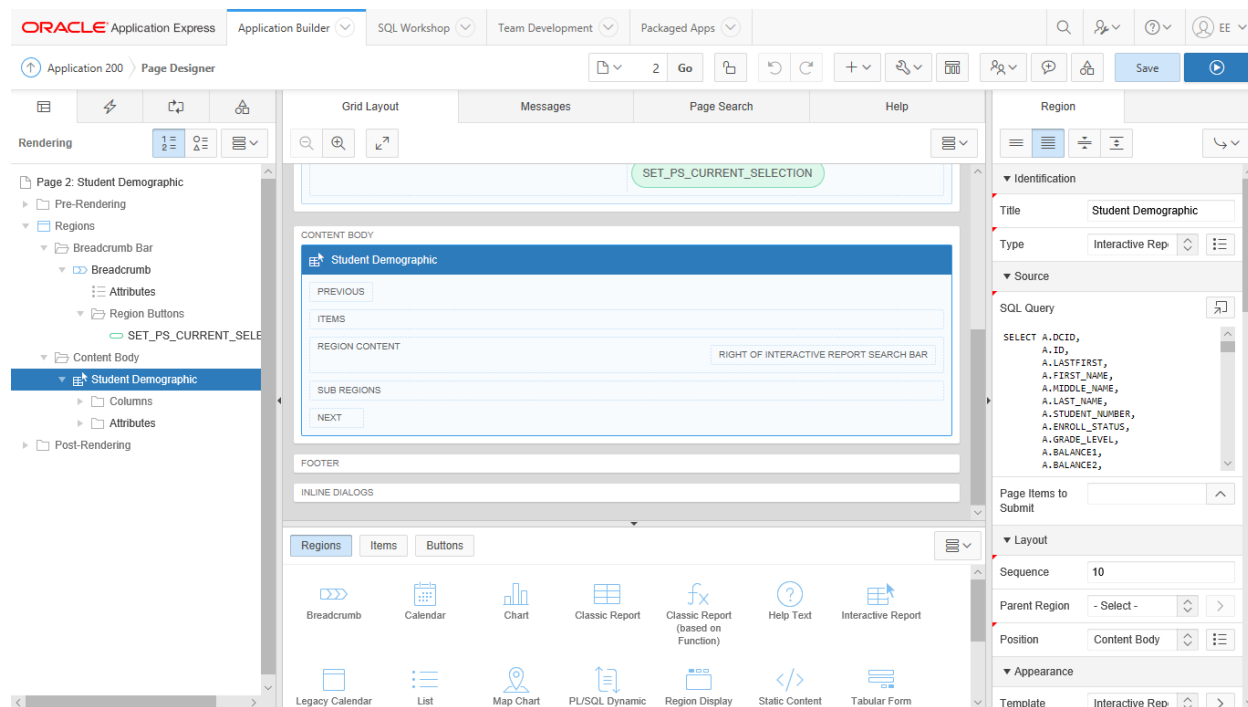 ORACLE Application Express
Application Builder
SQL Workshop
Team Development
Packaged Apps
EE
Application 200
Page Designer
2
Go
Save
Grid Layout
Messages
Page Search
Help
Region
Rendering
Page 2: Student Demographic
Pre-Rendering
Regions
Breadcrumb Bar
Breadcrumb
Attributes
Region Buttons
SET_PS_CURRENT_SELE
Content Body
Student Demographic
Columns
Attributes
Post-Rendering
SET_PS_CURRENT_SELECTION
CONTENT BODY
Student Demographic
PREVIOUS
ITEMS
REGION CONTENT
RIGHT OF INTERACTIVE REPORT SEARCH BAR
SUB REGIONS
NEXT
FOOTER
INLINE DIALOGS
Regions
Items
Buttons
Breadcrumb
Calendar
Chart
Classic Report
Classic Report
(based on
Function)
Help Text
Interactive Report
Legacy Calendar
List
Map Chart
PL/SQL Dynamic
Region Display
Static Content
Tabular Form
Identification
Title
Student Demographic
Type
Interactive Rep
Source
SQL Query
SELECT A.DCID,
A.ID,
A.LASTFIRST,
A.FIRST_NAME,
A.MIDDLE_NAME,
A.LAST_NAME,
A.STUDENT_NUMBER,
A.ENROLL_STATUS,
A.GRADE_LEVEL,
A.BALANCE1,
A.BALANCE2,
Page Items to
Submit
Layout
Sequence
10
Parent Region
- Select -
Position
Content Body
Appearance
Template
Interactive Rep